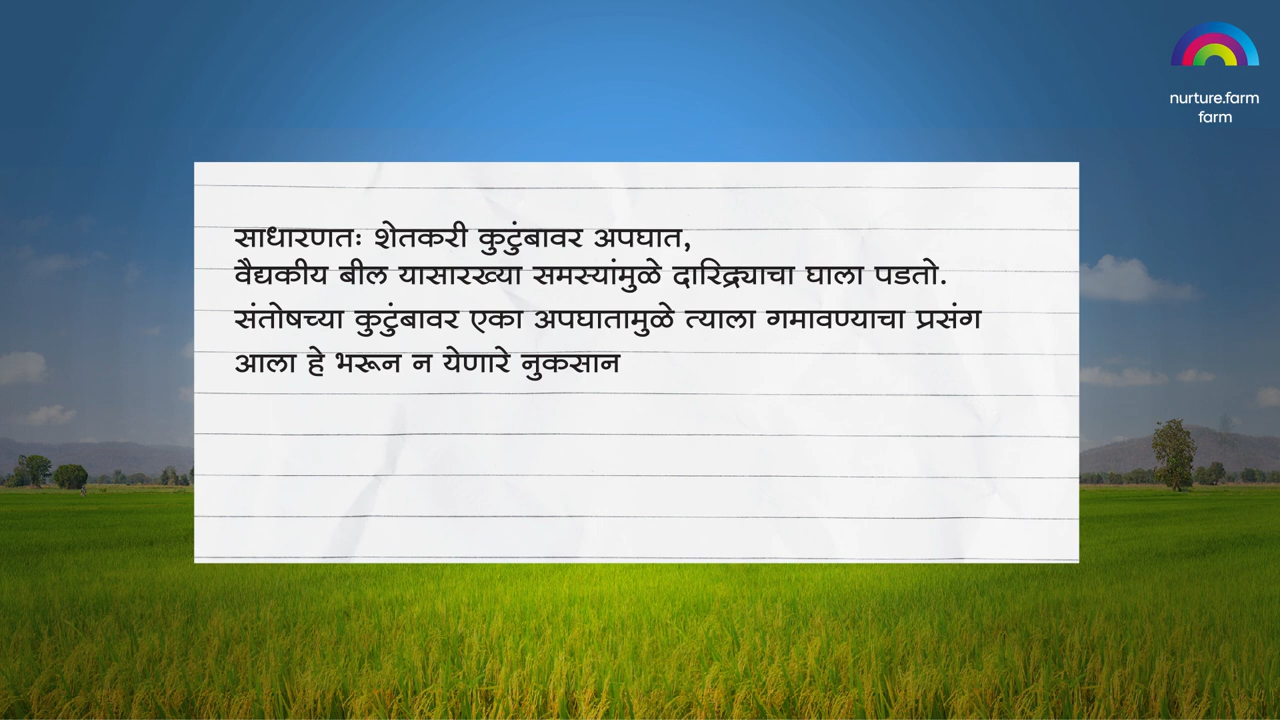 nurture.farm
farm
साधारणतः शेतकरी कुटुंबावर अपघात,
वैद्यकीय बील यासारख्या समस्यांमुळे दारिद्र्याचा घाला पडतो.
संतोषच्या कुटुंबावर एका अपघातामुळे त्याला गमावण्याचा प्रसंग
आला हे भरून न येणारे नुकसान